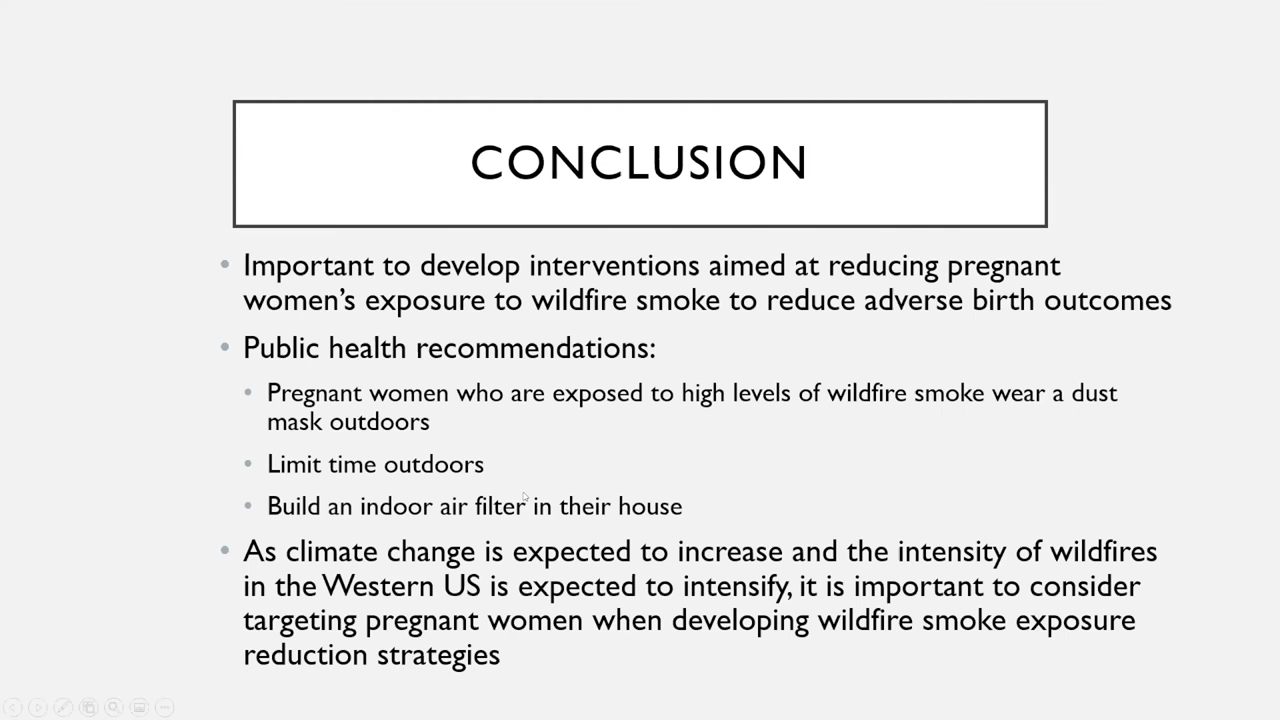 CONCLUSION
• Important to develop interventions aimed at reducing pregnant
women’s exposure to wildfire smoke to reduce adverse birth outcomes
• Public health recommendations:
• Pregnant women who are exposed to high levels of wildfire smoke wear a dust
mask outdoors
• Limit time outdoors
• Build an indoor air filter in their house
• As climate change is expected to increase and the intensity of wildfires
in the Western US is expected to intensify, it is important to consider
targeting pregnant women when developing wildfire smoke exposure
reduction strategies